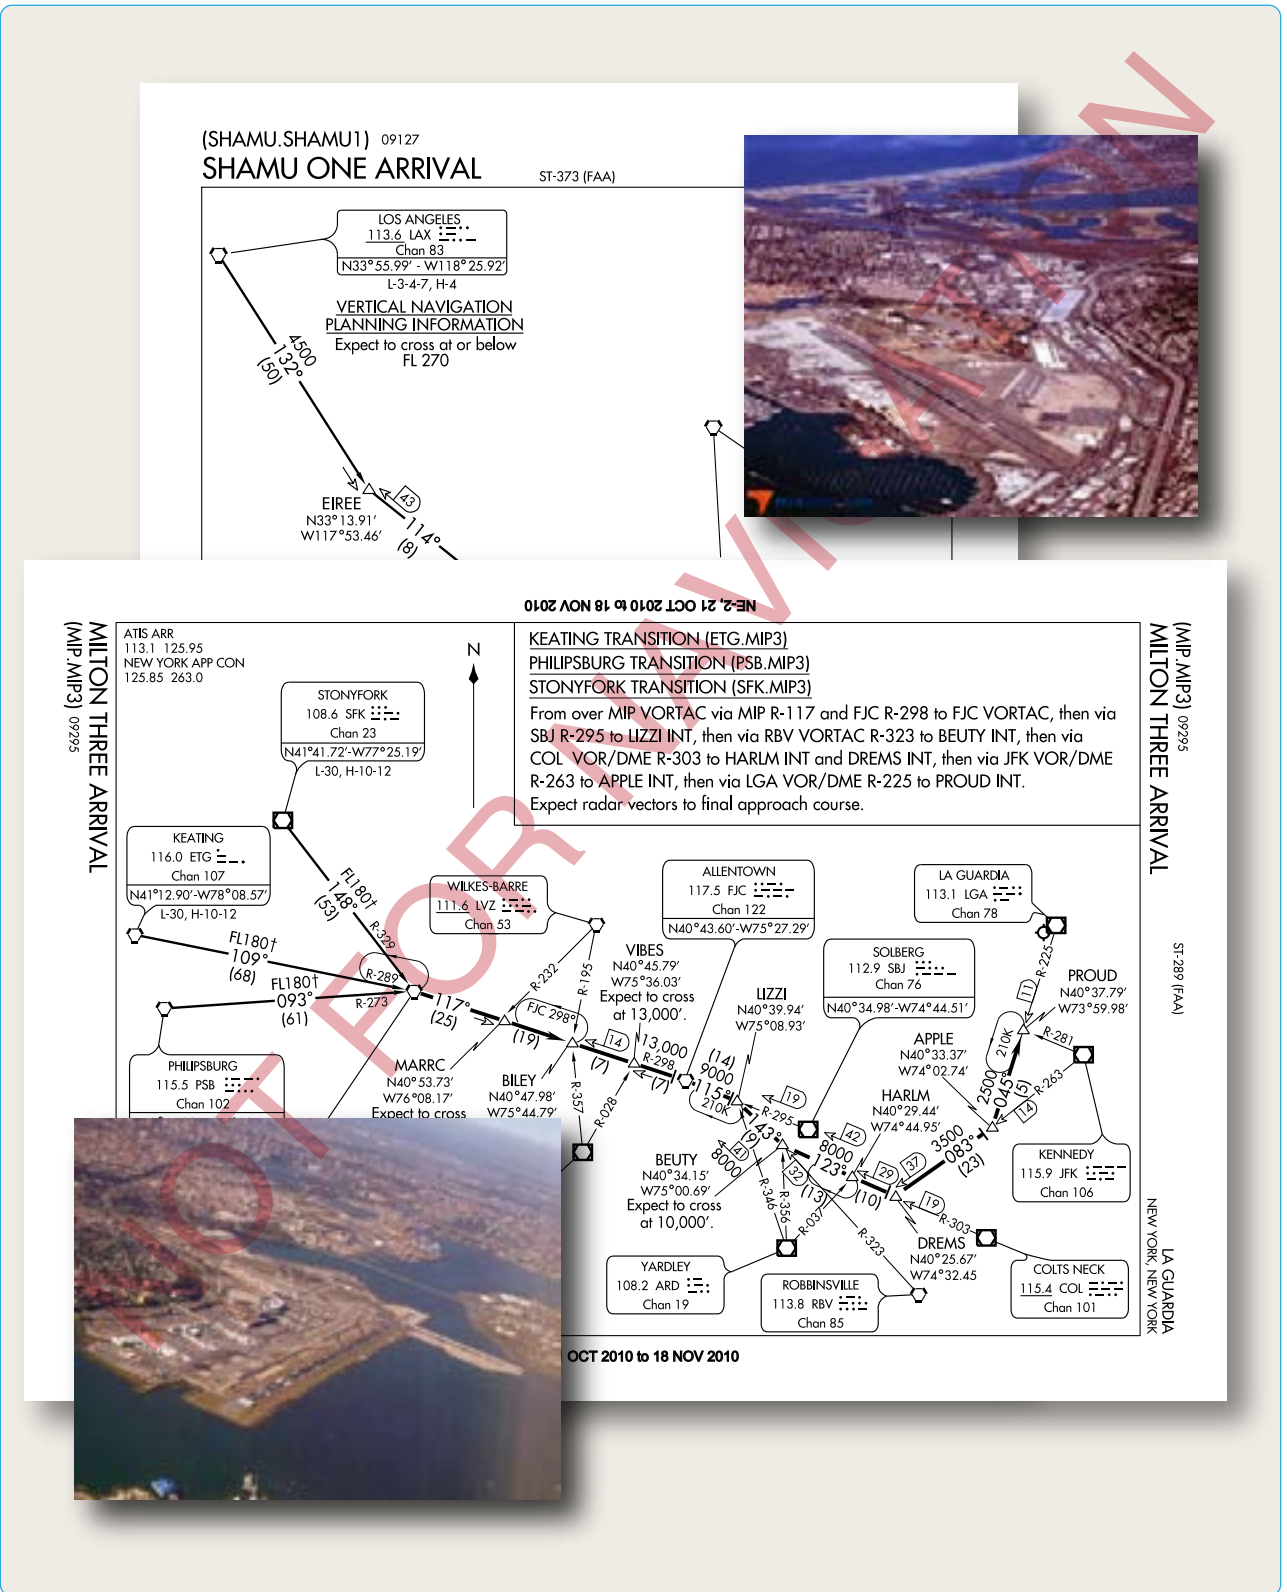 (SHAMU.SHAMU1) 09127
SHAMU ONE ARRIVAL
ST-373 (FAA)
LOS ANGELES
113.6 LAX
Chan 83
N33°55.99' - W118°25.92'
L-3-4-7, H-4
VERTICAL NAVIGATION
PLANNING INFORMATION
Expect to cross at or below
FL 270
4500
132°
(50)
EIREE
N33°13.91'
W117°53.46'
43
114°
(8)
NOT FOR NAVIGATION
NE-2, 21 OCT 2010 to 18 NOV 2010
(MIP.MIP3) 09295
MILTON THREE ARRIVAL
ATIS ARR
113.1 125.95
NEW YORK APP CON
125.85 263.0
N
KEATING TRANSITION (ETG.MIP3)
PHILIPSBURG TRANSITION (PSB.MIP3)
STONYFORK TRANSITION (SFK.MIP3)
From over MIP VORTAC via MIP R-117 and FJC R-298 to FJC VORTAC, then via
SBJ R-295 to LIZZI INT, then via RBV VORTAC R-323 to BEUTY INT, then via
COL VOR/DME R-303 to HARLM INT and DREMS INT, then via JFK VOR/DME
R-263 to APPLE INT, then via LGA VOR/DME R-225 to PROUD INT.
Expect radar vectors to final approach course.
(MIP.MIP3) 09295
MILTON THREE ARRIVAL
ST-289 (FAA)
LA GUARDIA
NEW YORK, NEW YORK
STONYFORK
108.6 SFK
Chan 23
N41°41.72'-W77°25.19'
L-30, H-10-12
KEATING
116.0 ETG
Chan 107
N41°12.90'-W78°08.57'
L-30, H-10-12
FL180†
148°
(53)
R-329
FL180†
109°
(68)
R-289
FL180†
093°
(61)
R-273
PHILIPSBURG
115.5 PSB
Chan 102
WILKES-BARRE
111.6 LVZ
Chan 53
R-232
R-195
117°
(25)
FJC 298°
(19)
MARRC
N40°53.73'
W76°08.17'
Expect to cross
BILEY
N40°47.98'
W75°44.79'
R-357
R-028
14
(7)
VIBES
N40°45.79'
W75°36.03'
Expect to cross
at 13,000'.
13,000
R-298
(7)
ALLENTOWN
117.5 FJC
Chan 122
N40°43.60'-W75°27.29'
(14)
9000
115°
210K
LIZZI
N40°39.94'
W75°08.93'
19
R-295
SOLBERG
112.9 SBJ
Chan 76
N40°34.98'-W74°44.51'
143°
(9)
41
8000
BEUTY
N40°34.15'
W75°00.69'
Expect to cross
at 10,000'.
R-346
R-356
R-037
32
(13)
42
8000
123°
HARLM
N40°29.44'
W74°44.95'
29
(10)
37
R-323
YARDLEY
108.2 ARD
Chan 19
ROBBINSVILLE
113.8 RBV
Chan 85
DREMS
N40°25.67'
W74°32.45
19
R-303
COLTS NECK
115.4 COL
Chan 101
3500
083°
(23)
APPLE
N40°33.37'
W74°02.74'
14
R-263
2500
045°
(5)
210K
R-281
KENNEDY
115.9 JFK
Chan 106
LA GUARDIA
113.1 LGA
Chan 78
R-225
11
PROUD
N40°37.79'
W73°59.98'
OCT 2010 to 18 NOV 2010